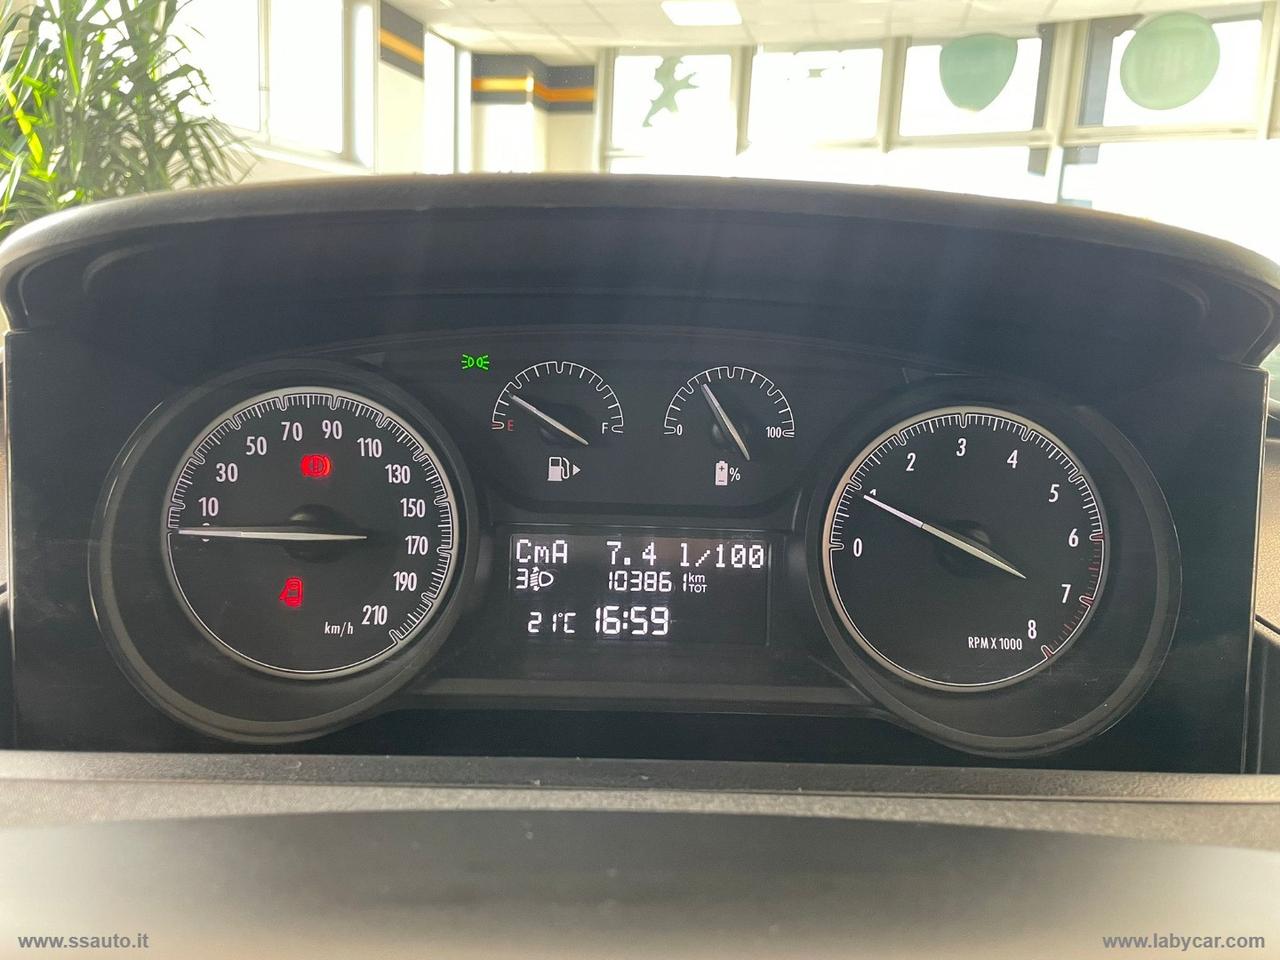 10 30 50 70 90 110 130 150 170 190 210
km/h
E F
%
0 100
%
CmA 7.4 l/100
3 103861 km TOT
21°C 16:59
0 1 2 3 4 5 6 7 8
RPM X 1000
www.ssauto.it
www.labycar.com